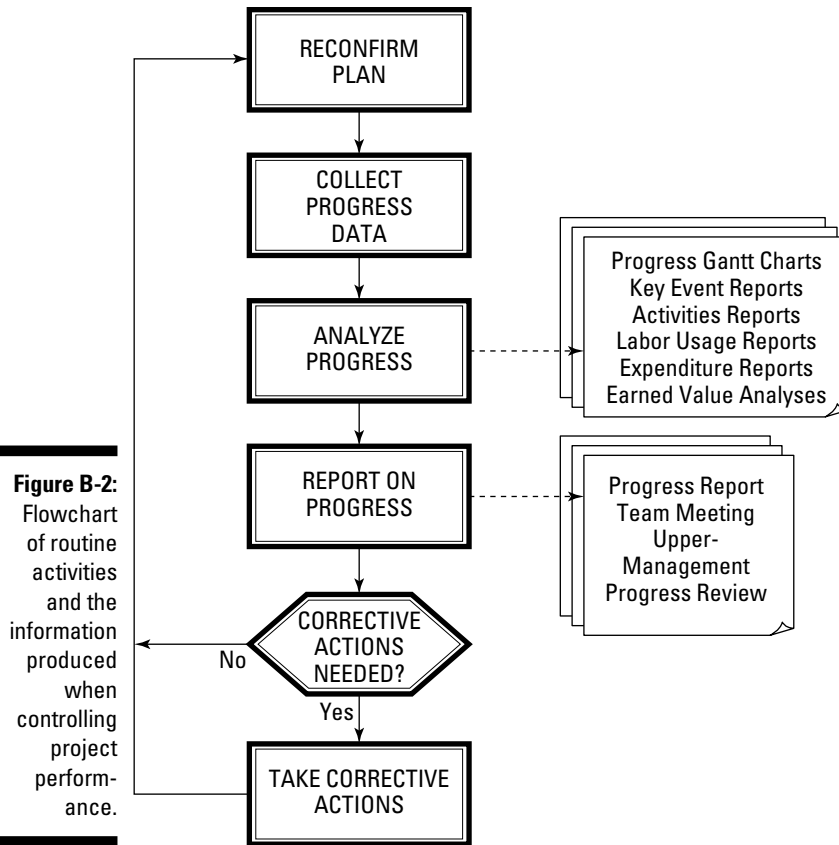 RECONFIRM
PLAN
COLLECT
PROGRESS
DATA
ANALYZE
PROGRESS
Progress Gantt Charts
Key Event Reports
Activities Reports
Labor Usage Reports
Expenditure Reports
Earned Value Analyses
REPORT ON
PROGRESS
Progress Report
Team Meeting
Upper-
Management
Progress Review
CORRECTIVE
ACTIONS
NEEDED?
No
Yes
TAKE CORRECTIVE
ACTIONS
Figure B-2:
Flowchart
of routine
activities
and the
information
produced
when
controlling
project
perform-
ance.